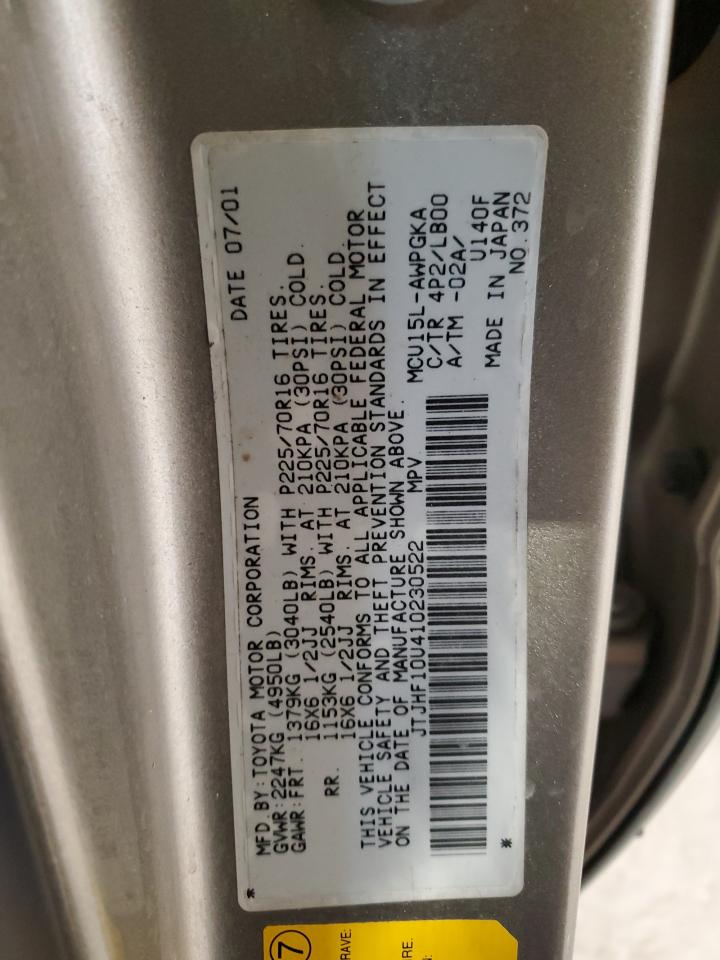 DATE 07/01
MFD. BY: TOYOTA MOTOR CORPORATION
GVWR: 2247KG (4950LB)
GAWR: FRT. 1379KG (3040LB) WITH P225/70R16 TIRES.
16X6 1/2JJ RIMS. AT 210KPA (30PSI) COLD.
RR. 1153KG (2540LB) WITH P225/70R16 TIRES.
16X6 1/2JJ RIMS. AT 210KPA (30PSI) COLD.
THIS VEHICLE CONFORMS TO ALL APPLICABLE FEDERAL MOTOR
VEHICLE SAFETY AND THEFT PREVENTION STANDARDS IN EFFECT
ON THE DATE OF MANUFACTURE SHOWN ABOVE.
JTJHF10U410230522 MPV
MCU15L-AWPGKA
C/TR 4P2/LB00
A/TM -02A/
U140F
MADE IN JAPAN
NO.372
* *
7
RAVE:
RE.